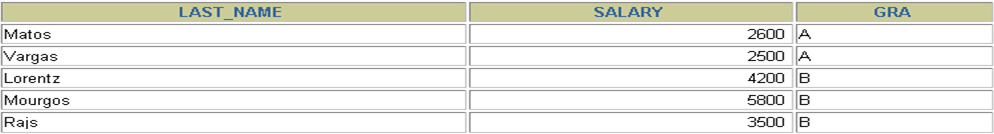 LAST_NAME SALARY GRA
Matos 2600 A
Vargas 2500 A
Lorentz 4200 B
Mourgos 5800 B
Rajs 3500 B